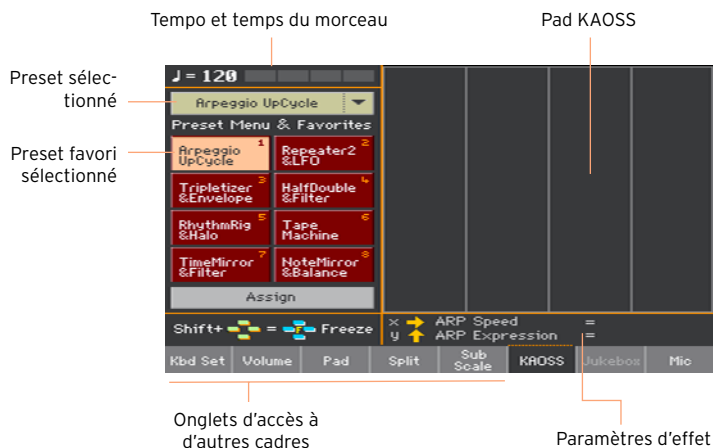 Tempo et temps du morceau
Pad KAOSS
Preset sélec-
tionné
Preset favori
sélectionné
♩ = 120
Arpeggio UpCycle
Preset Menu & Favorites
Arpeggio UpCycle 1
Repeater2 &LFO 2
Tripletizer &Envelope 3
HalfDouble &Filter 4
RhythmRig &Halo 5
Tape Machine 6
TimeMirror &Filter 7
NoteMirror &Balance 8
Assign
Shift+ = F Freeze
x ➔ ARP Speed =
y ↑ ARP Expression =
Kbd Set Volume Pad Split Sub Scale KAOSS Jukebox Mic
Onglets d'accès à
d'autres cadres
Paramètres d'effet